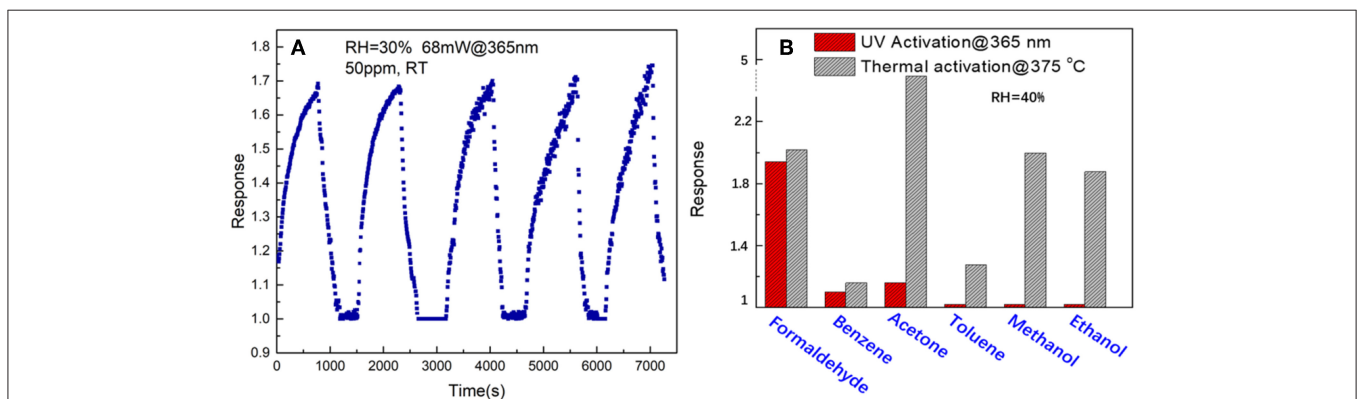 A
RH=30% 68mW@365nm
50ppm, RT
Response
1.8
1.7
1.6
1.5
1.4
1.3
1.2
1.1
1.0
0.9
0
1000
2000
3000
4000
5000
6000
7000
Time(s)
B
UV Activation@365 nm
Thermal activation@375 °C
RH=40%
Response
5
2.2
1.8
1.4
1
Formaldehyde
Benzene
Acetone
Toluene
Methanol
Ethanol